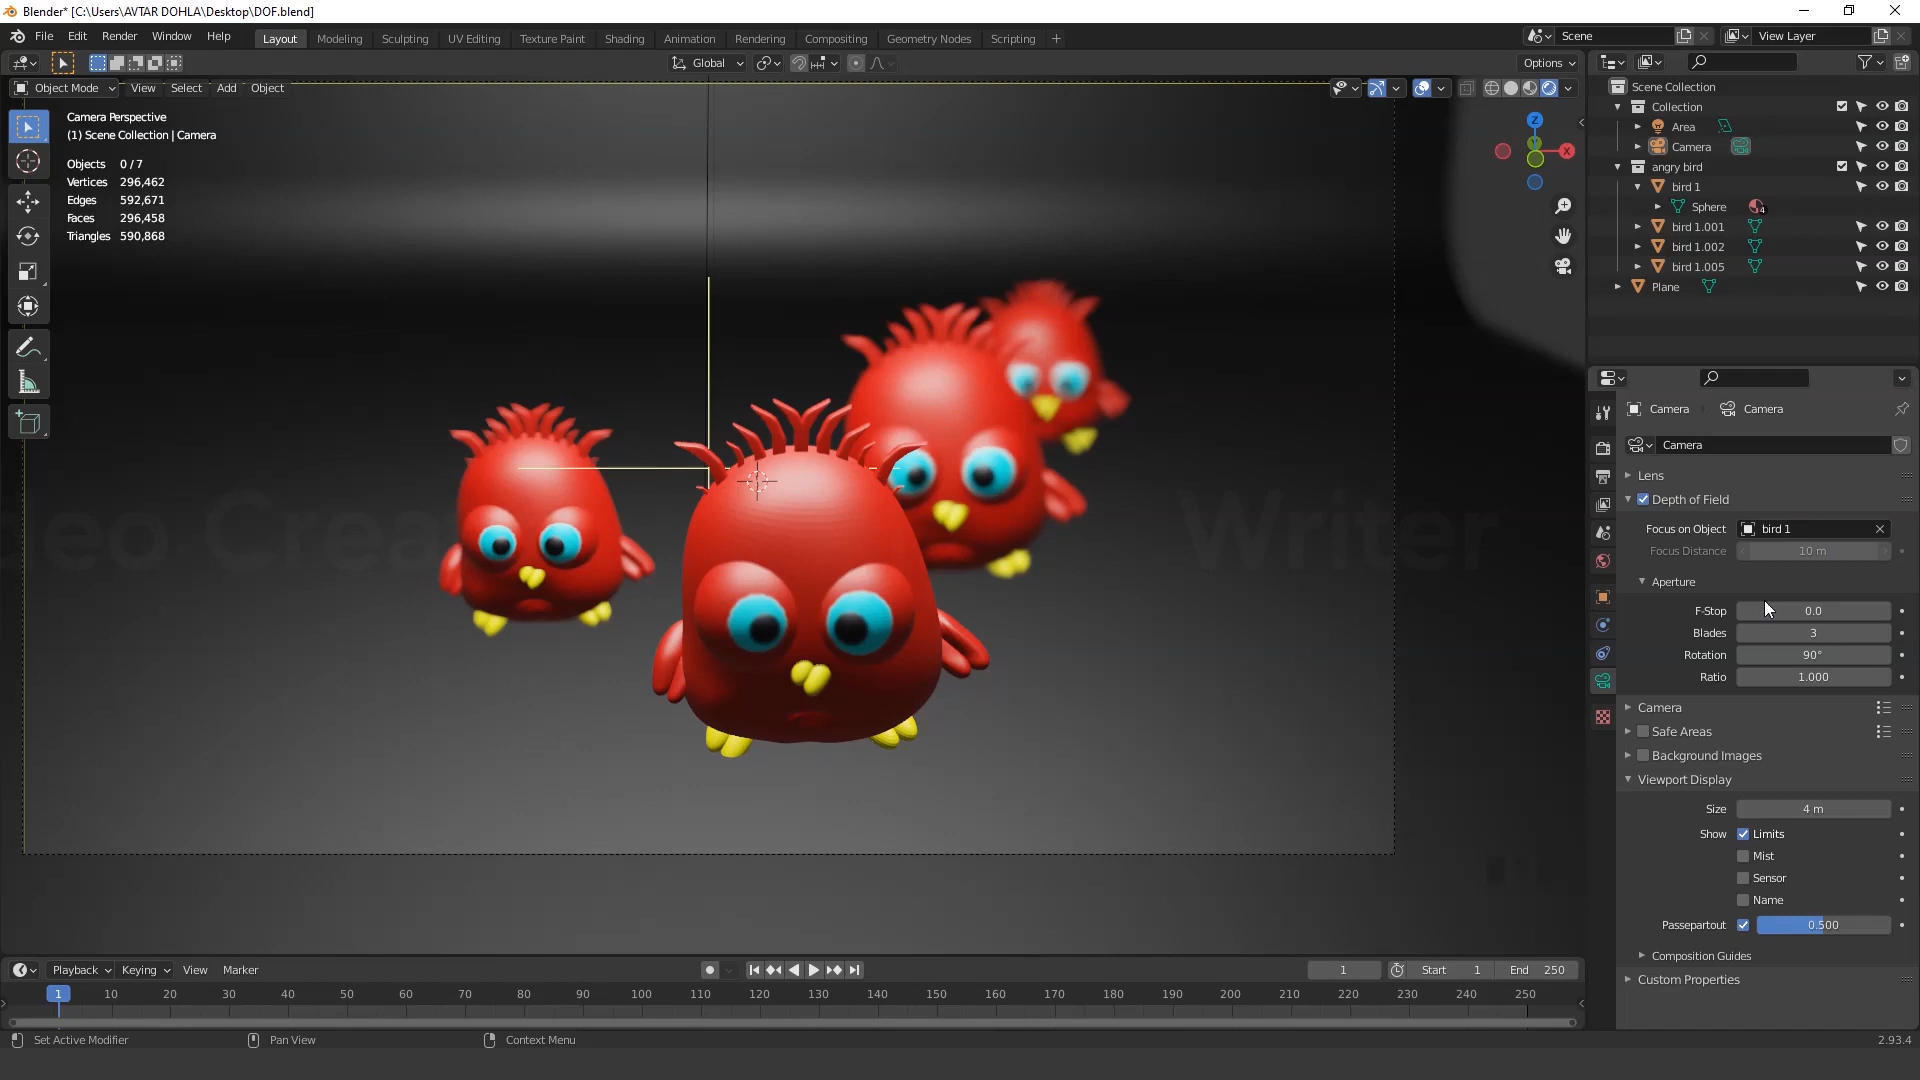 Blender* [C:\Users\AVTAR DOHLA\Desktop\DOF.blend]
File Edit Render Window Help Layout Modeling Sculpting UV Editing Texture Paint Shading Animation Rendering Compositing Geometry Nodes Scripting + Scene View Layer
Global Options
Object Mode View Select Add Object
Camera Perspective
(1) Scene Collection | Camera
Objects 0 / 7
Vertices 296,462
Edges 592,671
Faces 296,458
Triangles 590,868
Z
X
deo Crea
Writer
Scene Collection
Collection
Area
Camera
angry bird
bird 1
Sphere 4
bird 1.001
bird 1.002
bird 1.005
Plane
Camera Camera
Camera
Lens
Depth of Field
Focus on Object bird 1
Focus Distance 10 m
Aperture
F-Stop 0.0
Blades 3
Rotation 90°
Ratio 1.000
Camera
Safe Areas
Background Images
Viewport Display
Size 4 m
Show Limits
Mist
Sensor
Name
Passepartout 0.500
Composition Guides
Custom Properties
Playback Keying View Marker 1 Start 1 End 250
1 10 20 30 40 50 60 70 80 90 100 110 120 130 140 150 160 170 180 190 200 210 220 230 240 250
Set Active Modifier Pan View Context Menu 2.93.4